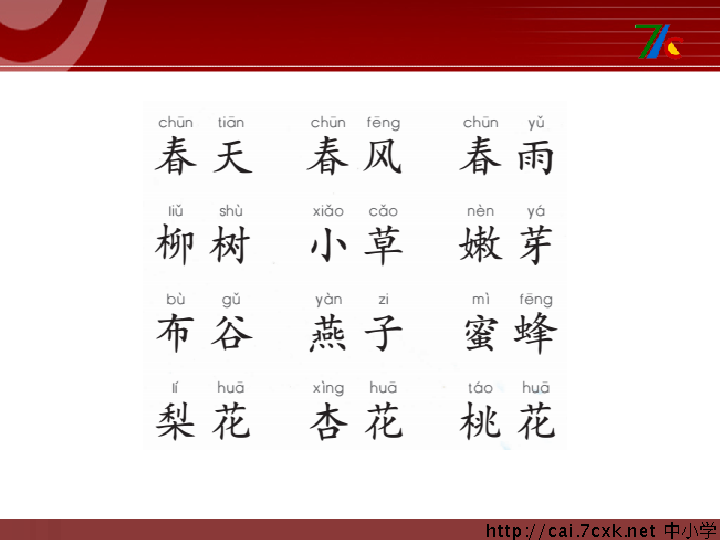 7c
chūn tiān chūn fēng chūn yǔ
春天 春风 春雨
liǔ shù xiǎo cǎo nèn yá
柳树 小草 嫩芽
bù gǔ yàn zi mì fēng
布谷 燕子 蜜蜂
lí huā xìng huā táo huā
梨花 杏花 桃花
http://cai.7cxk.net 中小学